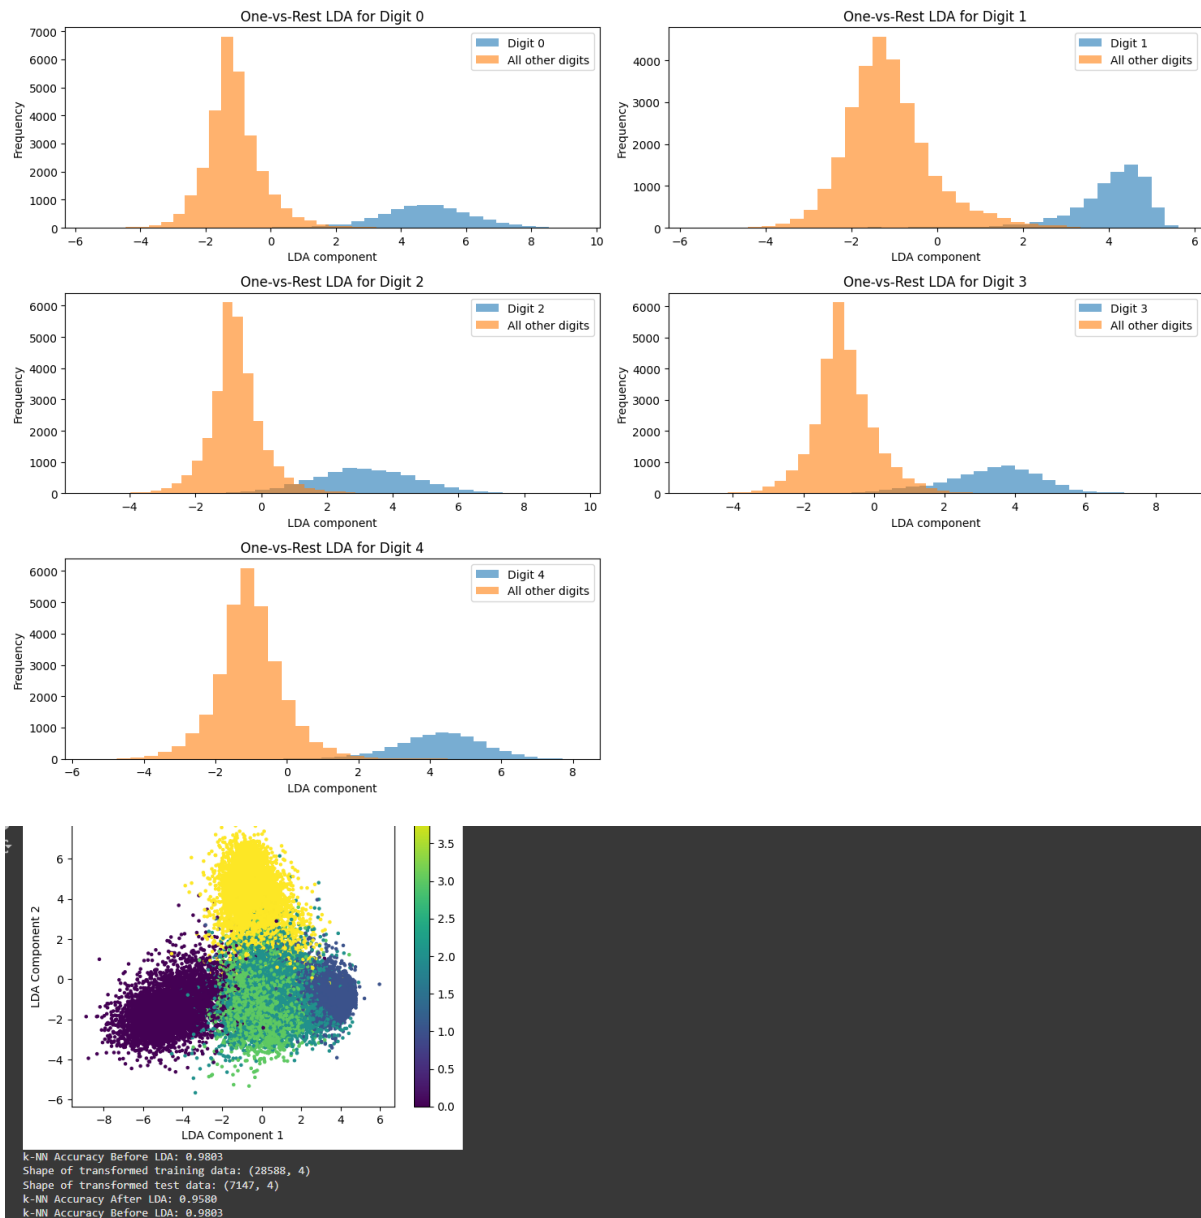 One-vs-Rest LDA for Digit 0
Digit 0
All other digits
Frequency
7000
6000
5000
4000
3000
2000
1000
0
−6 −4 −2 0 2 4 6 8 10
LDA component
One-vs-Rest LDA for Digit 1
Digit 1
All other digits
Frequency
4000
3000
2000
1000
0
−6 −4 −2 0 2 4 6
LDA component
One-vs-Rest LDA for Digit 2
Digit 2
All other digits
Frequency
6000
5000
4000
3000
2000
1000
0
−4 −2 0 2 4 6 8 10
LDA component
One-vs-Rest LDA for Digit 3
Digit 3
All other digits
Frequency
6000
5000
4000
3000
2000
1000
0
−4 −2 0 2 4 6 8
LDA component
One-vs-Rest LDA for Digit 4
Digit 4
All other digits
Frequency
6000
5000
4000
3000
2000
1000
0
−6 −4 −2 0 2 4 6 8
LDA component
LDA Component 2
6
4
2
0
−2
−4
−6
−8 −6 −4 −2 0 2 4 6
LDA Component 1
3.5
3.0
2.5
2.0
1.5
1.0
0.5
0.0
k-NN Accuracy Before LDA: 0.9803
Shape of transformed training data: (28588, 4)
Shape of transformed test data: (7147, 4)
k-NN Accuracy After LDA: 0.9580
k-NN Accuracy Before LDA: 0.9803